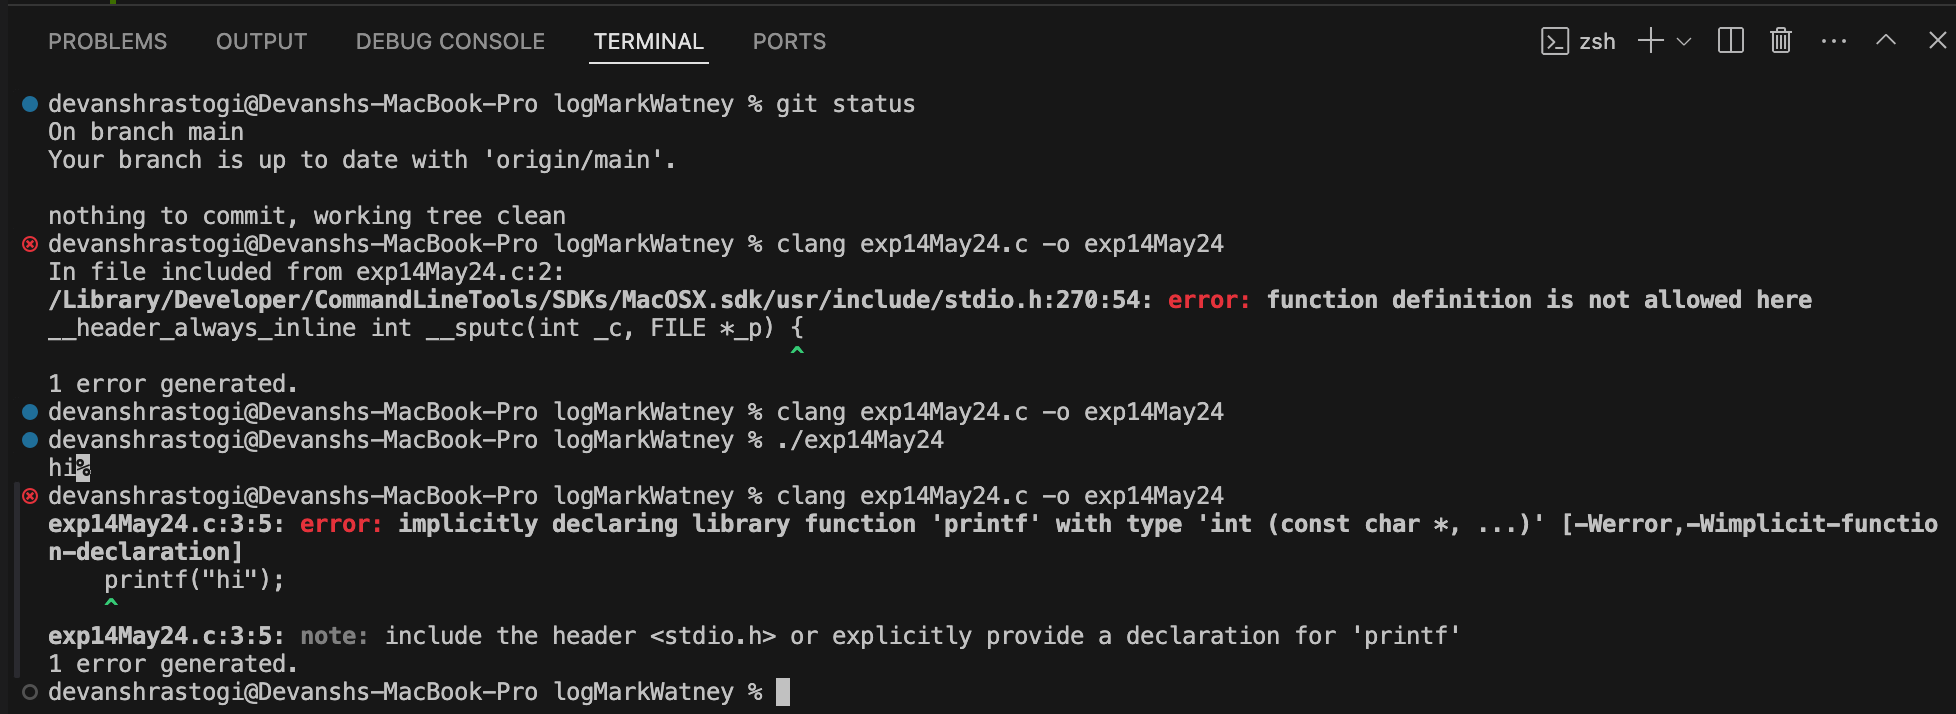 PROBLEMS OUTPUT DEBUG CONSOLE TERMINAL PORTS zsh
devanshrastogi@Devanshs-MacBook-Pro logMarkWatney % git status
On branch main
Your branch is up to date with 'origin/main'.
nothing to commit, working tree clean
devanshrastogi@Devanshs-MacBook-Pro logMarkWatney % clang exp14May24.c -o exp14May24
In file included from exp14May24.c:2:
/Library/Developer/CommandLineTools/SDKs/MacOSX.sdk/usr/include/stdio.h:270:54: error: function definition is not allowed here
__header_always_inline int __sputc(int _c, FILE *_p) {
^
1 error generated.
devanshrastogi@Devanshs-MacBook-Pro logMarkWatney % clang exp14May24.c -o exp14May24
devanshrastogi@Devanshs-MacBook-Pro logMarkWatney % ./exp14May24
hi%
devanshrastogi@Devanshs-MacBook-Pro logMarkWatney % clang exp14May24.c -o exp14May24
exp14May24.c:3:5: error: implicitly declaring library function 'printf' with type 'int (const char *, ...)' [-Werror,-Wimplicit-functio
n-declaration]
printf("hi");
^
exp14May24.c:3:5: note: include the header <stdio.h> or explicitly provide a declaration for 'printf'
1 error generated.
devanshrastogi@Devanshs-MacBook-Pro logMarkWatney %